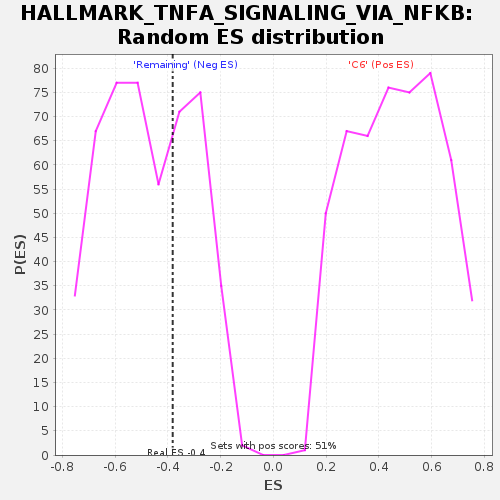 HALLMARK_TNFA_SIGNALING_VIA_NFKB:
Random ES distribution
'Remaining' (Neg ES)
'C6' (Pos ES)
80
75
70
65
60
55
50
45
40
35
30
25
20
15
10
5
0
P(ES)
Sets with pos scores: 51%
Real ES -0.4
-0.8 -0.6 -0.4 -0.2 0.0 0.2 0.4 0.6 0.8
ES